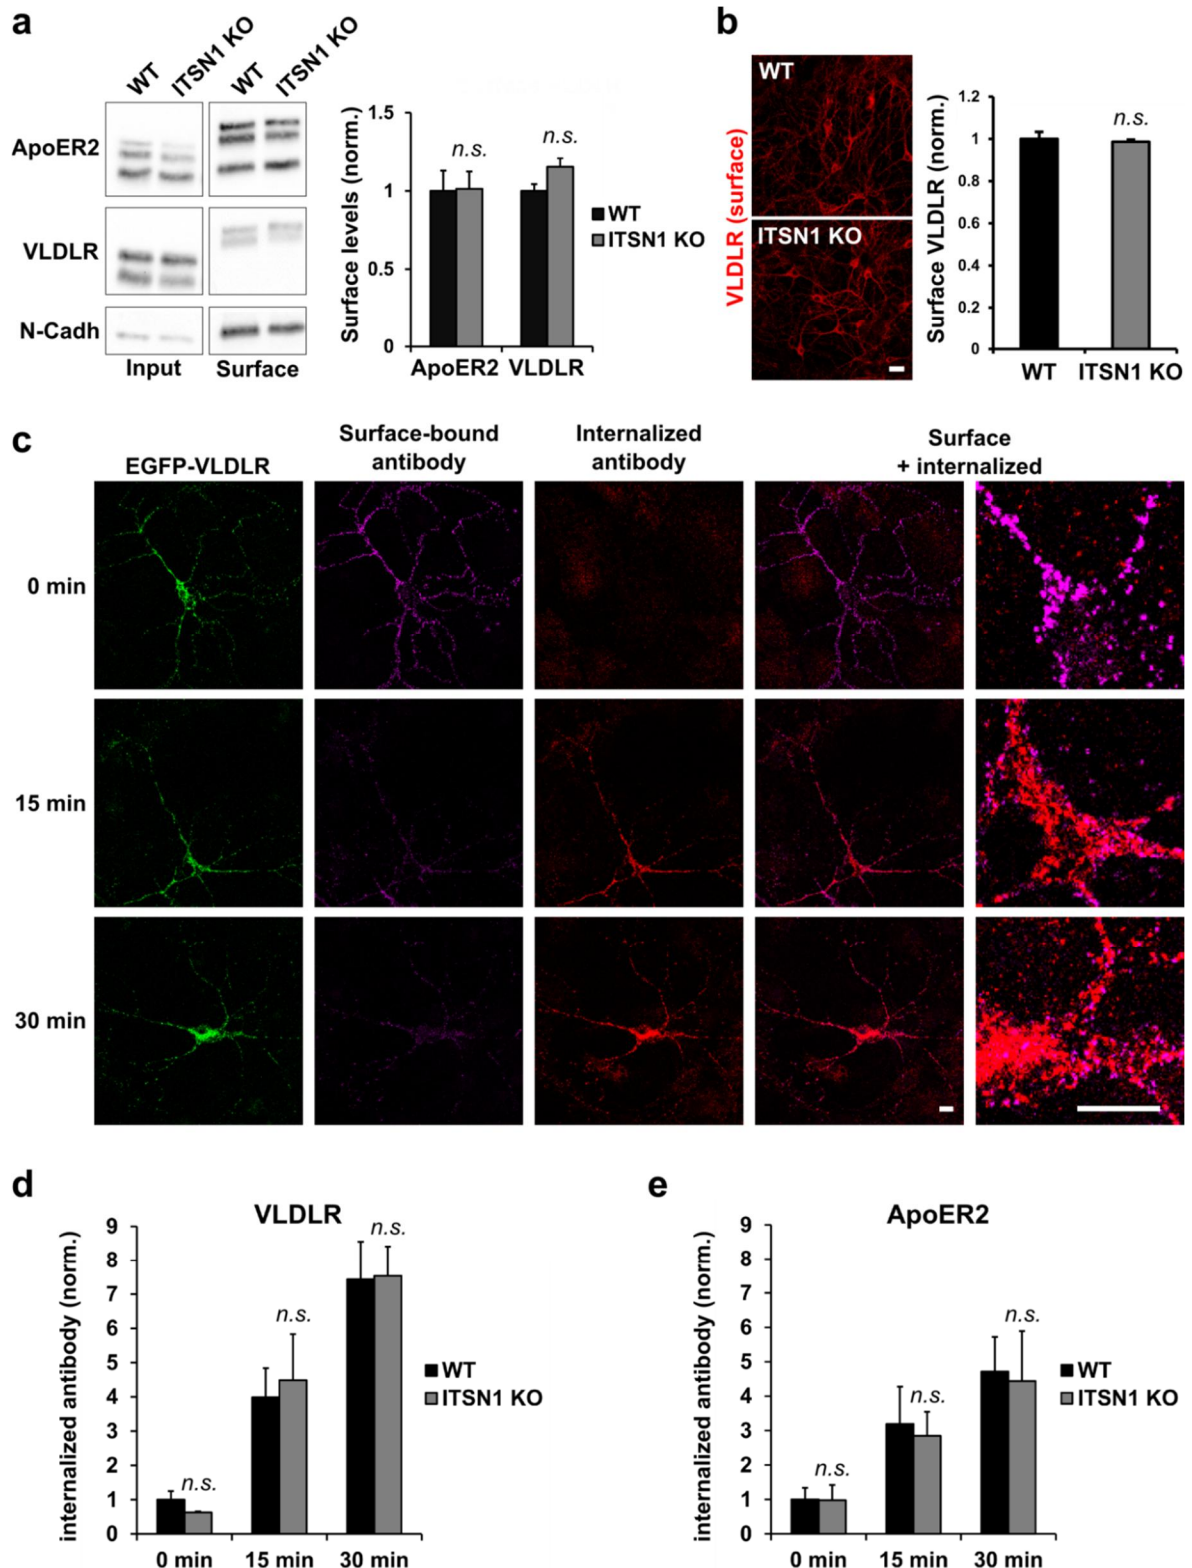 a
WT
ITSN1 KO
WT
ITSN1 KO
ApoER2
VLDLR
N-Cadh
Input
Surface
Surface levels (norm.)
1.5
1
0.5
0
n.s.
n.s.
ApoER2
VLDLR
WT
ITSN1 KO
b
VLDLR (surface)
WT
ITSN1 KO
Surface VLDLR (norm.)
1.2
1
0.8
0.6
0.4
0.2
0
n.s.
WT
ITSN1 KO
c
EGFP-VLDLR
Surface-bound
antibody
Internalized
antibody
Surface
+ internalized
0 min
15 min
30 min
d
VLDLR
internalized antibody (norm.)
9
8
7
6
5
4
3
2
1
0
n.s.
n.s.
n.s.
0 min
15 min
30 min
WT
ITSN1 KO
e
ApoER2
internalized antibody (norm.)
9
8
7
6
5
4
3
2
1
0
n.s.
n.s.
n.s.
0 min
15 min
30 min
WT
ITSN1 KO